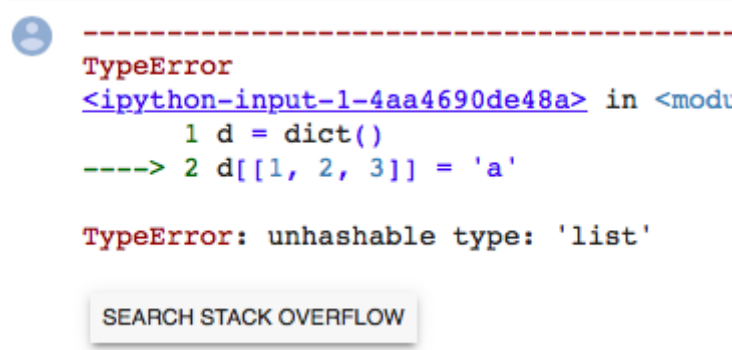 ---------------------------------------
TypeError
<ipython-input-1-4aa4690de48a> in <modu
1 d = dict()
----> 2 d[[1, 2, 3]] = 'a'
TypeError: unhashable type: 'list'
SEARCH STACK OVERFLOW